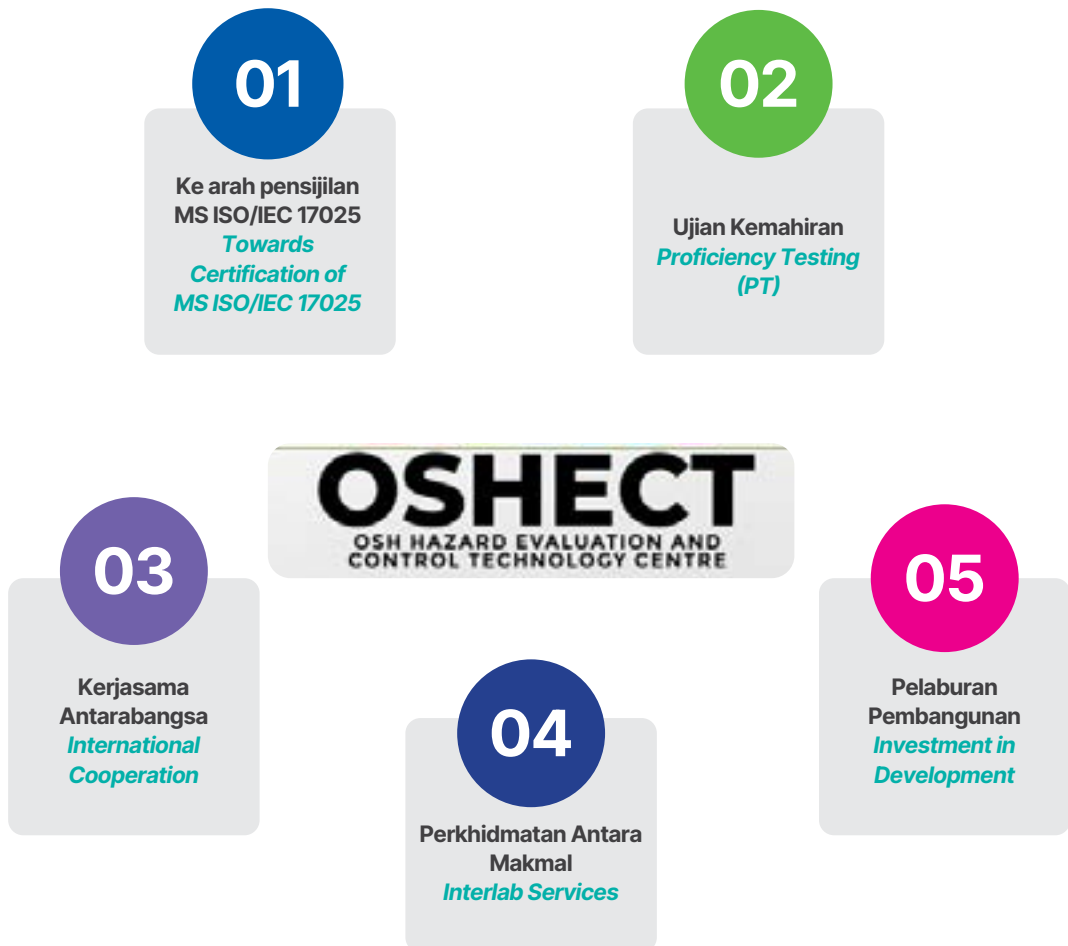 01
Ke arah pensijilan
MS ISO/IEC 17025
Towards
Certification of
MS ISO/IEC 17025
02
Ujian Kemahiran
Proficiency Testing
(PT)
OSHECT
OSH HAZARD EVALUATION AND
CONTROL TECHNOLOGY CENTRE
03
Kerjasama
Antarabangsa
International
Cooperation
04
Perkhidmatan Antara
Makmal
Interlab Services
05
Pelaburan
Pembangunan
Investment in
Development